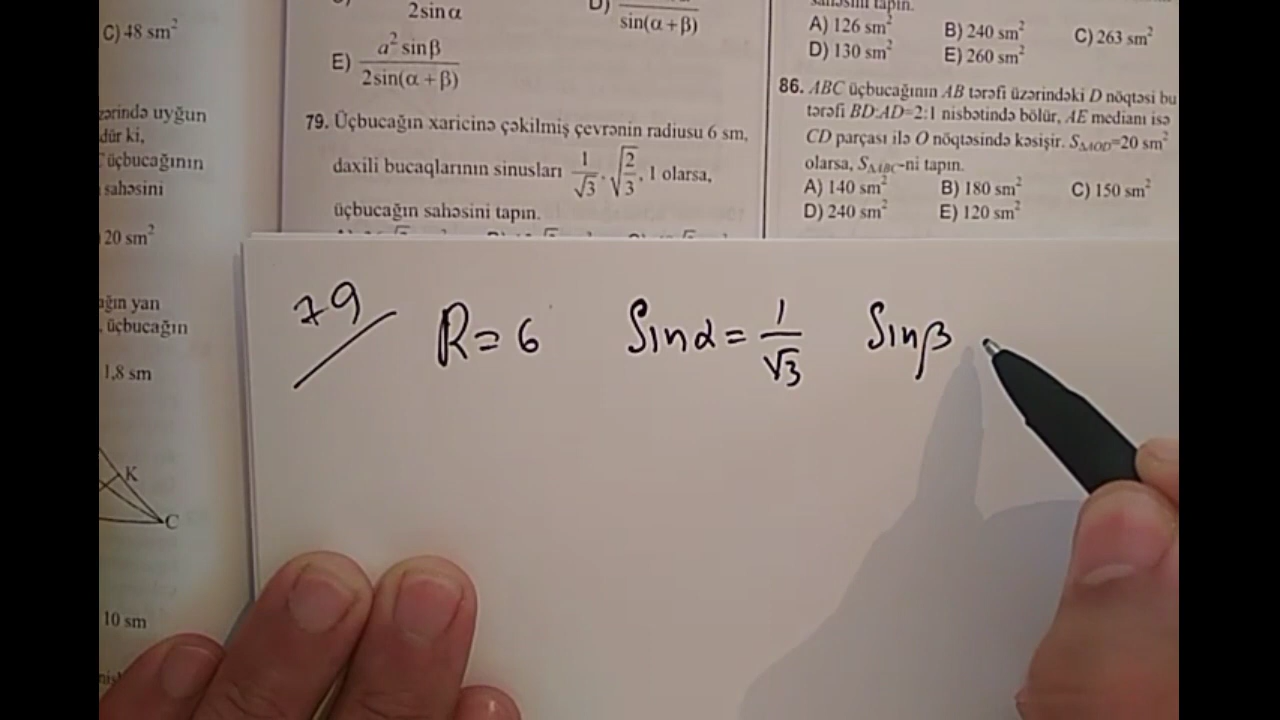 C) 48 sm²
zərində uyğun
dür ki,
üçbucağının
sahəsini
20 sm²
ağın yan
üçbucağın
1,8 sm
K
C
10 sm
2sinα
D)
sin(α + β)
E) a² sinβ / 2sin(α + β)
79. Üçbucağın xaricinə çəkilmiş çevrənin radiusu 6 sm,
daxili bucaqlarının sinusları 1/√3, √(2/3), 1 olarsa,
üçbucağın sahəsini tapın.
tapın.
A) 126 sm² B) 240 sm² C) 263 sm²
D) 130 sm² E) 260 sm²
86. ABC üçbucağının AB tərəfi üzərindəki D nöqtəsi bu
tərəfi BD:AD=2:1 nisbətində bölür, AE medianı isə
CD parçası ilə O nöqtəsində kəsişir. S△AOD=20 sm²
olarsa, S△ABC-ni tapın.
A) 140 sm² B) 180 sm² C) 150 sm²
D) 240 sm² E) 120 sm²
79 R=6 Sinα = 1/√3 Sinβ